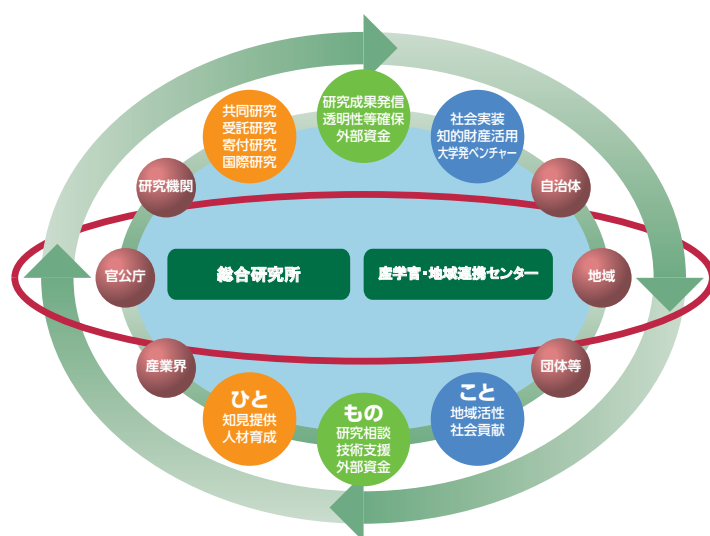 共同研究
受託研究
寄付研究
国際研究
研究成果発信
透明性等確保
外部資金
社会実装
知的財産活用
大学発ベンチャー
研究機関
自治体
官公庁
総合研究所
産学官・地域連携センター
地域
産業界
団体等
ひと
知見提供
人材育成
もの
研究相談
技術支援
外部資金
こと
地域活性
社会貢献